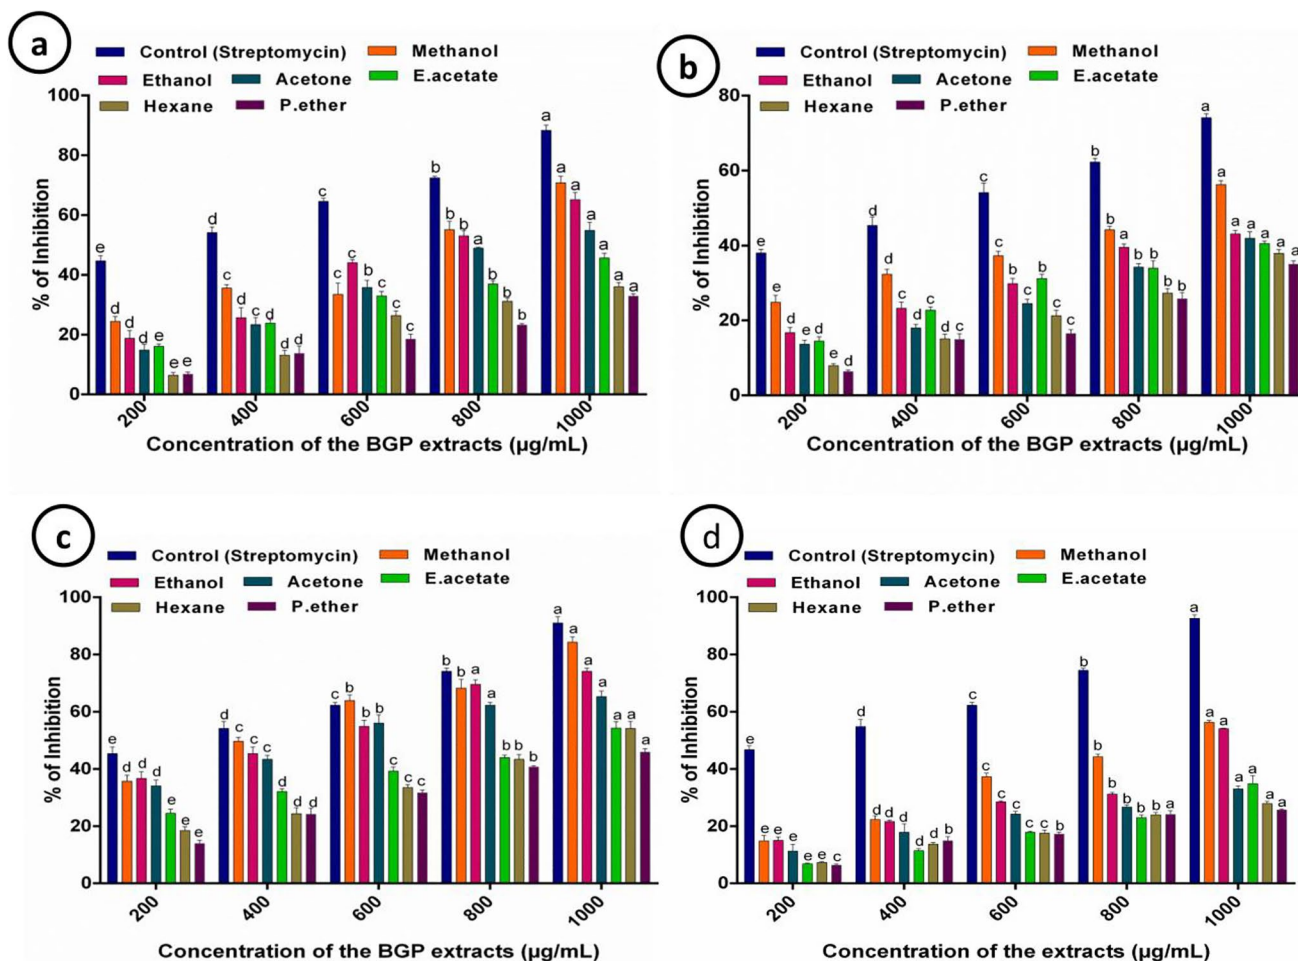 a
Control (Streptomycin) Methanol
Ethanol Acetone E.acetate
Hexane P.ether
% of Inhibition
100
80
60
40
20
0
e d d d d e e
d c c c c c c
c c c b c c c
b b b a b b b
a a a a a a a
200 400 600 800 1000
Concentration of the BGP extracts (µg/mL)
b
Control (Streptomycin) Methanol
Ethanol Acetone E.acetate
Hexane P.ether
% of Inhibition
80
60
40
20
0
e e d d d e d
d d c d c d c
c c b c b c c
b b b b b b b
a a a a a a a
200 400 600 800 1000
Concentration of the BGP extracts (µg/mL)
c
Control (Streptomycin) Methanol
Ethanol Acetone E.acetate
Hexane P.ether
% of Inhibition
100
80
60
40
20
0
e d d d e e e
d c c c d d d
c b b b c c c
b b a a b b b
a a a a a a a
200 400 600 800 1000
Concentration of the BGP extracts (µg/mL)
d
Control (Streptomycin) Methanol
Ethanol Acetone E.acetate
Hexane P.ether
% of Inhibition
100
80
60
40
20
0
e e e e e e c
d d d d d d b
c c c c c c b
b b b b b b a
a a a a a a a
200 400 600 800 1000
Concentration of the extracts (µg/mL)